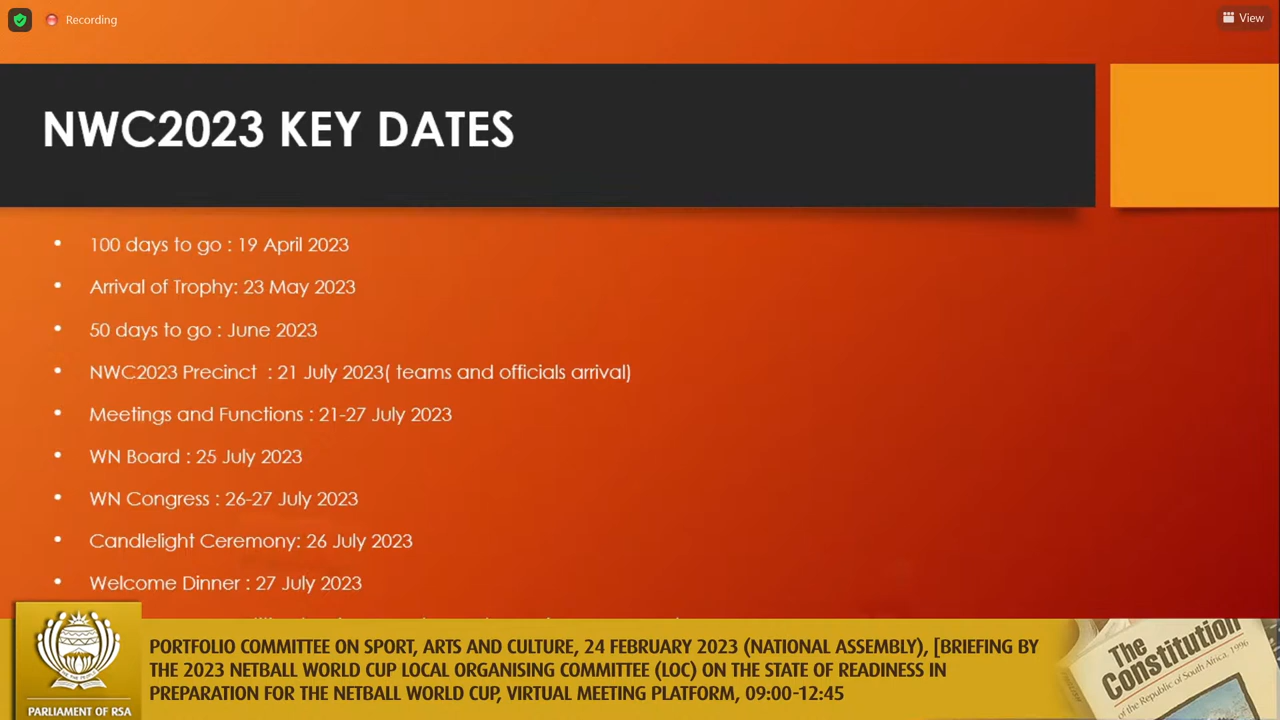 Recording
View
NWC2023 KEY DATES
• 100 days to go : 19 April 2023
• Arrival of Trophy: 23 May 2023
• 50 days to go : June 2023
• NWC2023 Precinct : 21 July 2023( teams and officials arrival)
• Meetings and Functions : 21-27 July 2023
• WN Board : 25 July 2023
• WN Congress : 26-27 July 2023
• Candlelight Ceremony: 26 July 2023
• Welcome Dinner : 27 July 2023
PORTFOLIO COMMITTEE ON SPORT, ARTS AND CULTURE, 24 FEBRUARY 2023 (NATIONAL ASSEMBLY), [BRIEFING BY
THE 2023 NETBALL WORLD CUP LOCAL ORGANISING COMMITTEE (LOC) ON THE STATE OF READINESS IN
PREPARATION FOR THE NETBALL WORLD CUP, VIRTUAL MEETING PLATFORM, 09:00-12:45
PARLIAMENT OF RSA
The
Constitution
of the Republic of South Africa, 1996